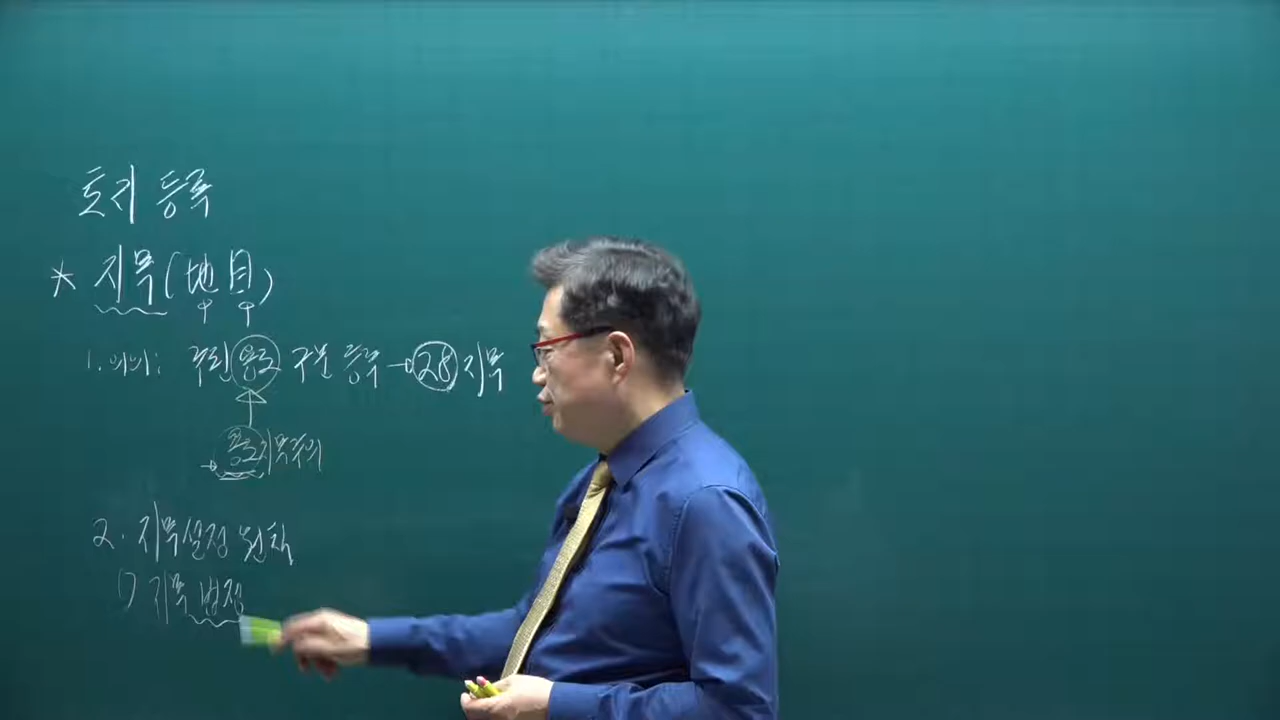 토지 등록
* 지목(地目)
1. 의의: 주된 용도 구분 등록 → 28 지목
→ 용도지목주의
2. 지목설정 원칙
1) 지목 법정